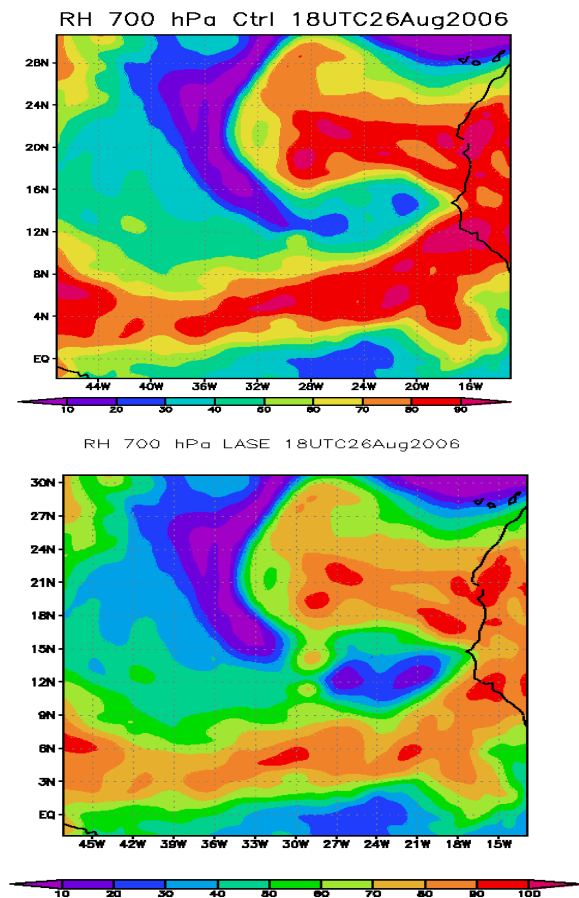 RH 700 hPa Ctrl 18UTC26Aug2006
28N
24N
20N
16N
12N
8N
4N
EQ
44W 40W 36W 32W 28W 24W 20W 16W
10 20 30 40 60 70 80 90
RH 700 hPa LASE 18UTC26Aug2006
30N
27N
24N
21N
18N
15N
12N
9N
6N
3N
EQ
45W 42W 39W 36W 33W 30W 27W 24W 21W 18W 15W
10 20 30 40 50 60 70 80 90 100